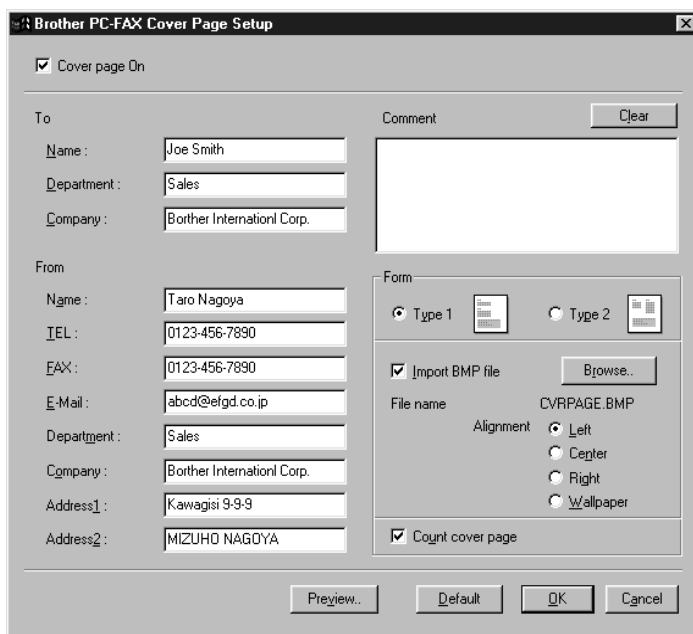 Brother PC-FAX Cover Page Setup
Cover page On
To
Name : Joe Smith
Department : Sales
Company : Borther Internationl Corp.
From
Name : Taro Nagoya
TEL : 0123-456-7890
FAX : 0123-456-7890
E-Mail : abcd@efgd.co.jp
Department : Sales
Company : Borther Internationl Corp.
Address1 : Kawagisi 9-9-9
Address2 : MIZUHO NAGOYA
Comment Clear
Form
Type 1 Type 2
Import BMP file Browse..
File name CVRPAGE.BMP
Alignment Left
Center
Right
Wallpaper
Count cover page
Preview.. Default OK Cancel